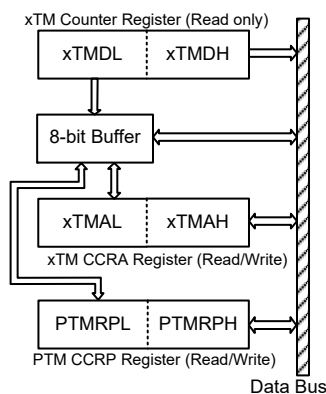 xTM Counter Register (Read only)
xTMDL xTMDH
8-bit Buffer
xTMAL xTMAH
xTM CCRA Register (Read/Write)
PTMRPL PTMRPH
PTM CCRP Register (Read/Write)
Data Bus